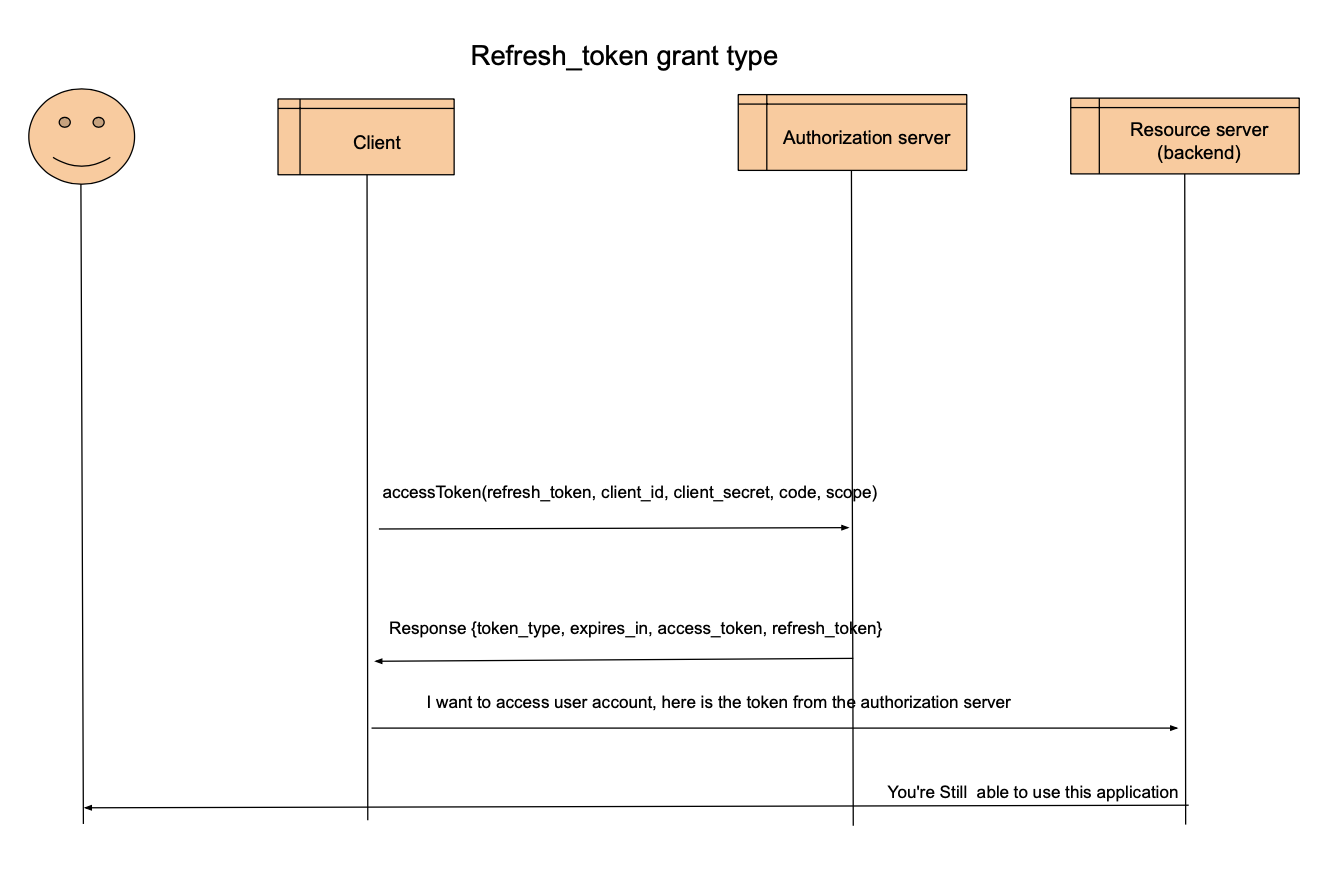 Refresh_token grant type
Client
Authorization server
Resource server
(backend)
accessToken(refresh_token, client_id, client_secret, code, scope)
Response {token_type, expires_in, access_token, refresh_token}
I want to access user account, here is the token from the authorization server
You're Still  able to use this application